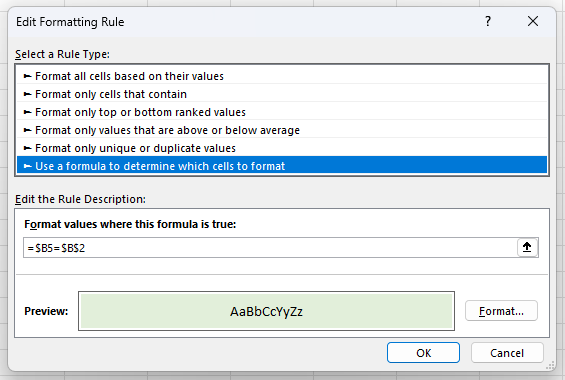 Edit Formatting Rule ? ×
Select a Rule Type:
► Format all cells based on their values
► Format only cells that contain
► Format only top or bottom ranked values
► Format only values that are above or below average
► Format only unique or duplicate values
► Use a formula to determine which cells to format
Edit the Rule Description:
Format values where this formula is true:
=$B5=$B$2
Preview: AaBbCcYyZz Format...
OK Cancel